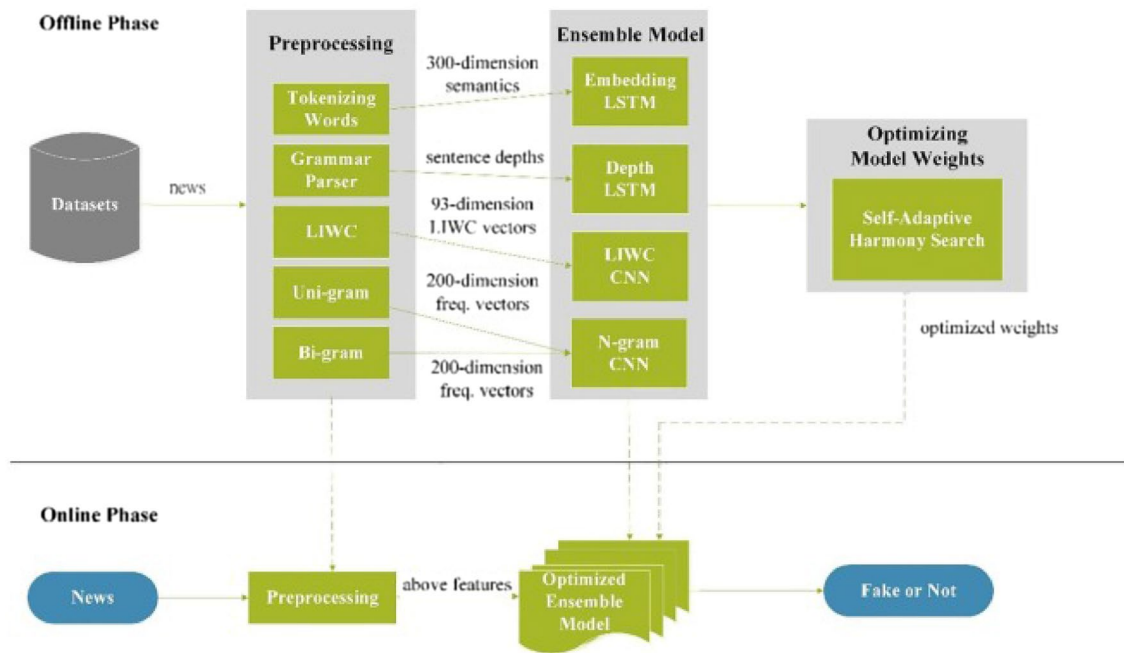 Offline Phase
Preprocessing
Ensemble Model
300-dimension
semantics
Tokenizing
Words
Embedding
LSTM
Optimizing
Model Weights
Datasets
news
Grammar
Parser
sentence depths
Depth
LSTM
Self-Adaptive
Harmony Search
LIWC
93-dimension
LIWC vectors
LIWC
CNN
Uni-gram
200-dimension
freq. vectors
optimized weights
Bi-gram
N-gram
CNN
200-dimension
freq. vectors
Online Phase
News
Preprocessing
above features
Optimized
Ensemble
Model
Fake or Not